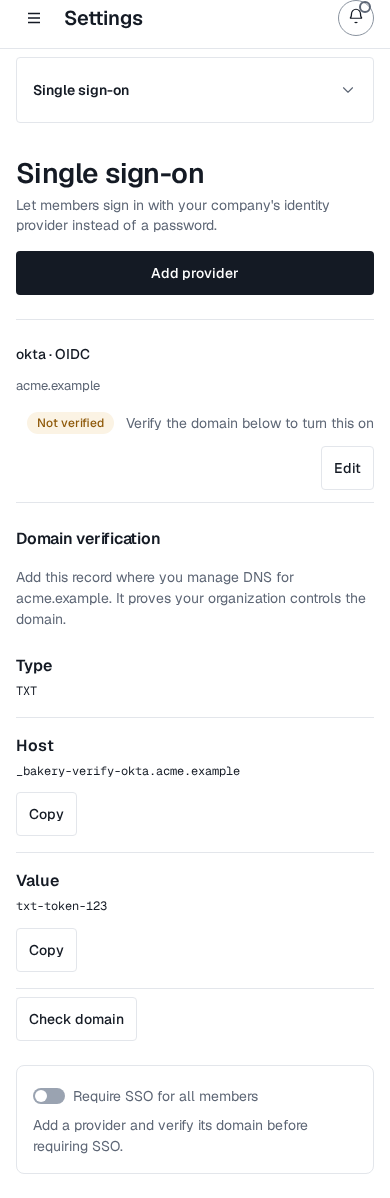 Settings
Single sign-on
Single sign-on
Let members sign in with your company's identity
provider instead of a password.
Add provider
okta · OIDC
acme.example
Not verified Verify the domain below to turn this on
Edit
Domain verification
Add this record where you manage DNS for
acme.example. It proves your organization controls the
domain.
Type
TXT
Host
_bakery-verify-okta.acme.example
Copy
Value
txt-token-123
Copy
Check domain
Require SSO for all members
Add a provider and verify its domain before
requiring SSO.